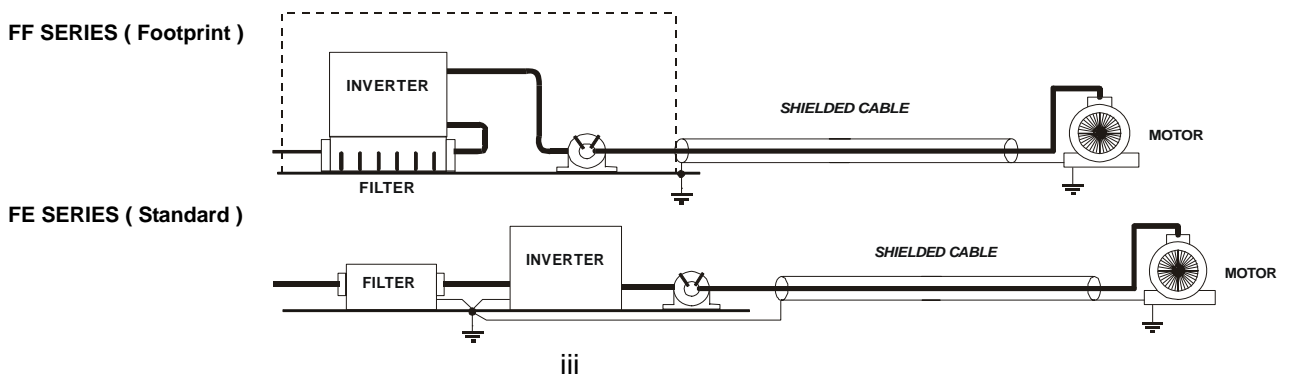 FF SERIES ( Footprint )
INVERTER
SHIELDED CABLE
MOTOR
FILTER
FE SERIES ( Standard )
INVERTER
SHIELDED CABLE
FILTER
MOTOR
iii